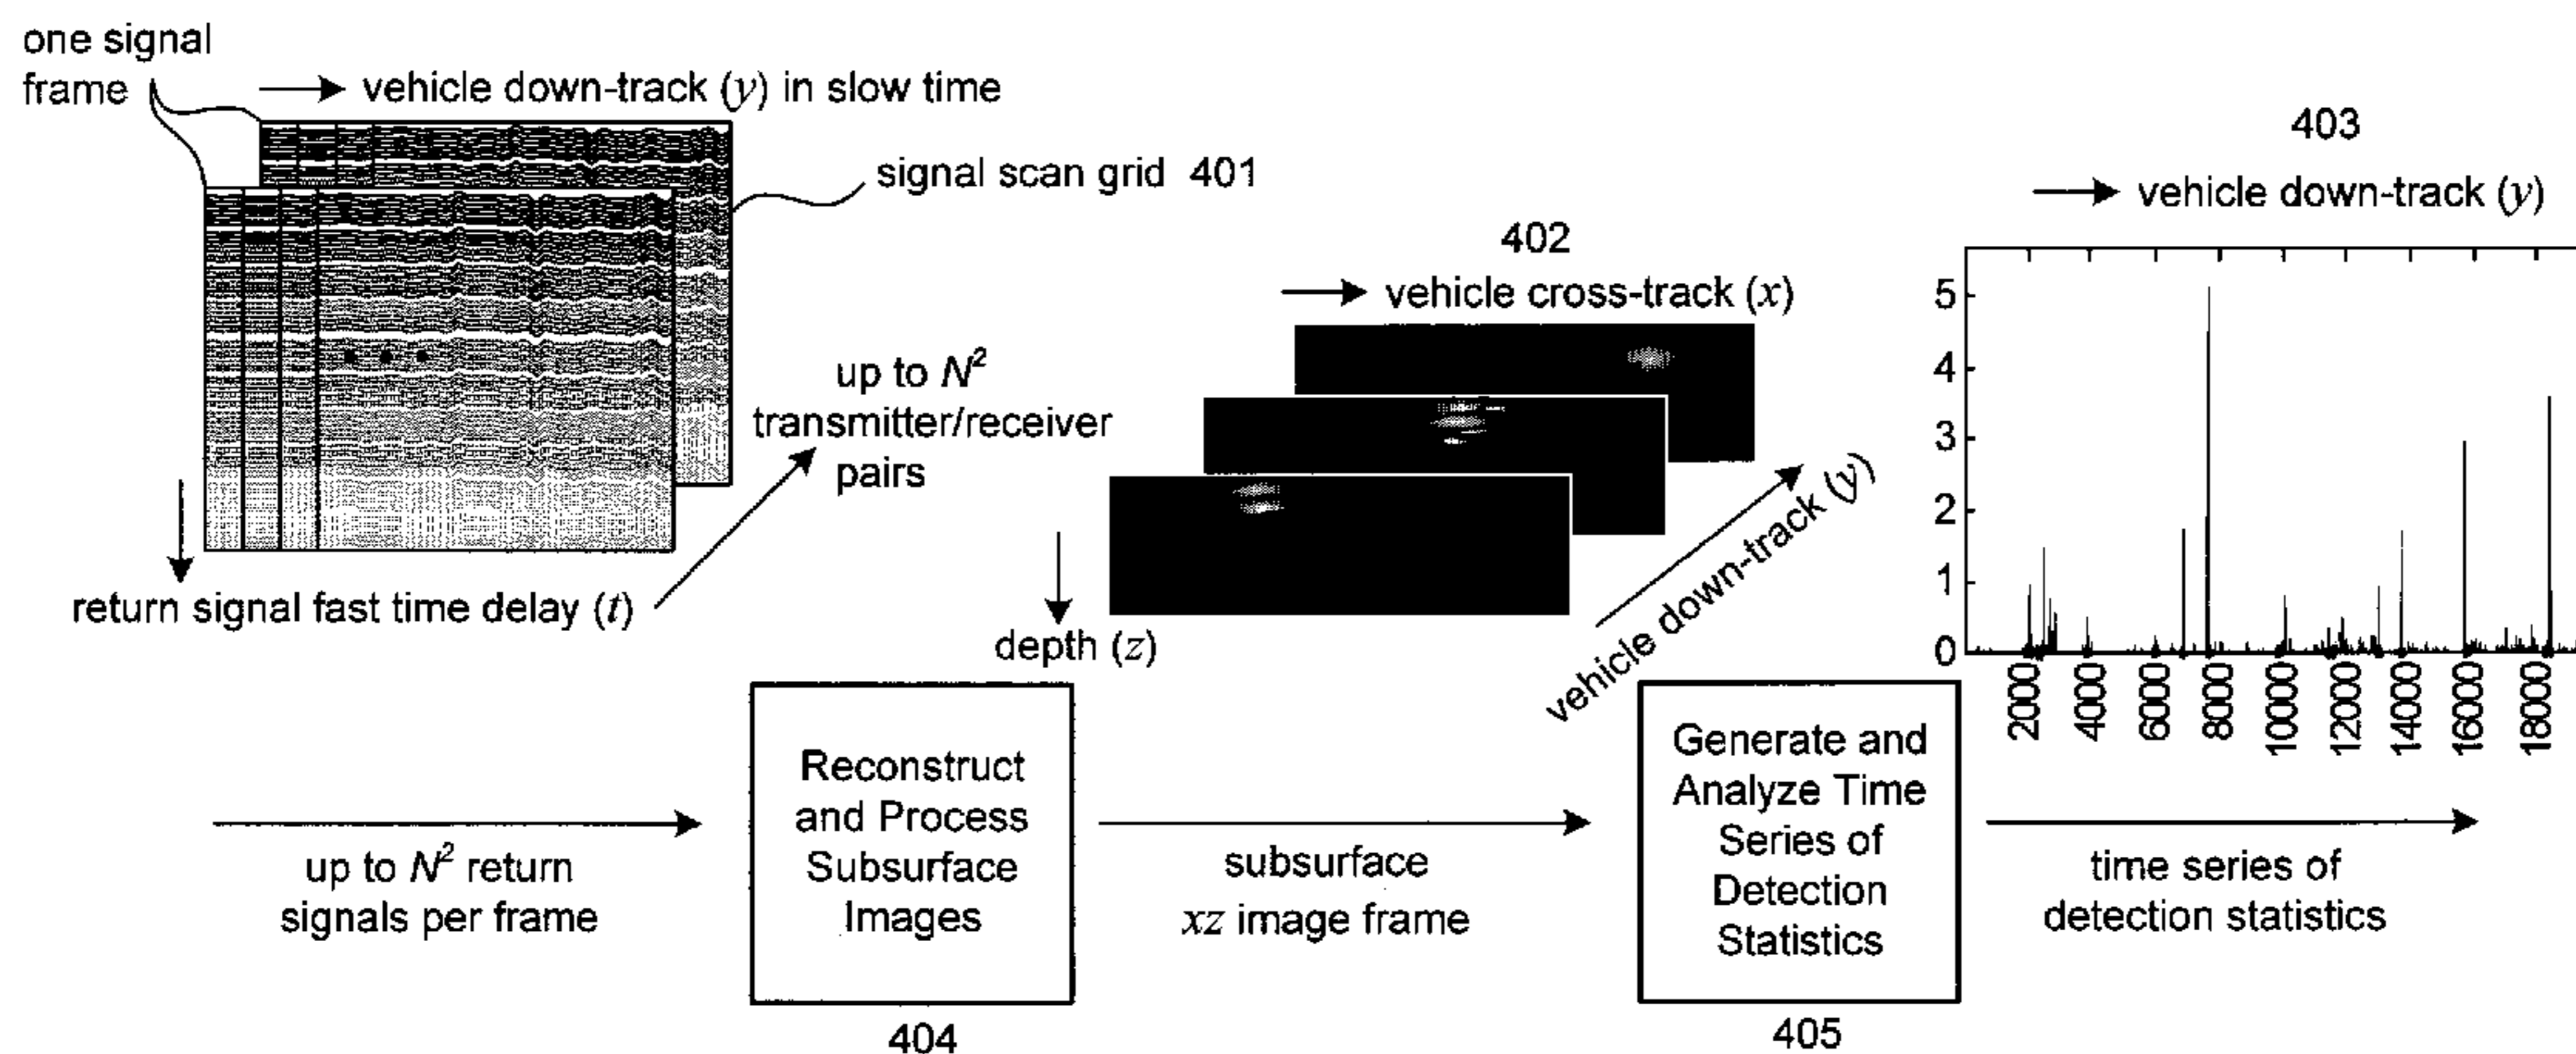 one signal
frame
vehicle down-track (y) in slow time
signal scan grid 401
up to N²
transmitter/receiver
pairs
return signal fast time delay (t)
402
vehicle cross-track (x)
depth (z)
vehicle down-track (y)
403
vehicle down-track (y)
5
4
3
2
1
0
2000
4000
6000
8000
10000
12000
14000
16000
18000
up to N² return
signals per frame
Reconstruct
and Process
Subsurface
Images
404
subsurface
xz image frame
Generate and
Analyze Time
Series of
Detection
Statistics
405
time series of
detection statistics